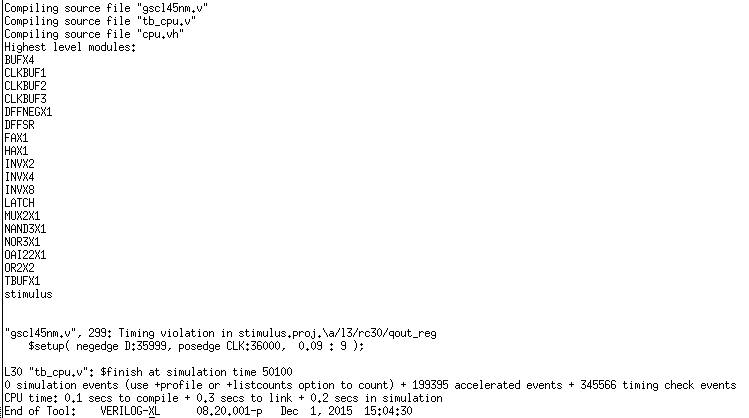 Compiling source file "gscl45nm.v"
Compiling source file "tb_cpu.v"
Compiling source file "cpu.vh"
Highest level modules:
BUFX4
CLKBUF1
CLKBUF2
CLKBUF3
DFFNEGX1
DFFSR
FAX1
HAX1
INVX2
INVX4
INVX8
LATCH
MUX2X1
NAND3X1
NOR3X1
OAI22X1
OR2X2
TBUFX1
stimulus
"gscl45nm.v", 299: Timing violation in stimulus.proj.\a/l3/rc30/qout_reg
$setup( negedge D:35999, posedge CLK:36000, 0.09 : 9 );
L30 "tb_cpu.v": $finish at simulation time 50100
0 simulation events (use +profile or +listcounts option to count) + 199395 accelerated events + 345566 timing check events
CPU time: 0.1 secs to compile + 0.3 secs to link + 0.2 secs in simulation
End of Tool: VERILOG-XL 08.20.001-p Dec 1, 2015 15:04:30